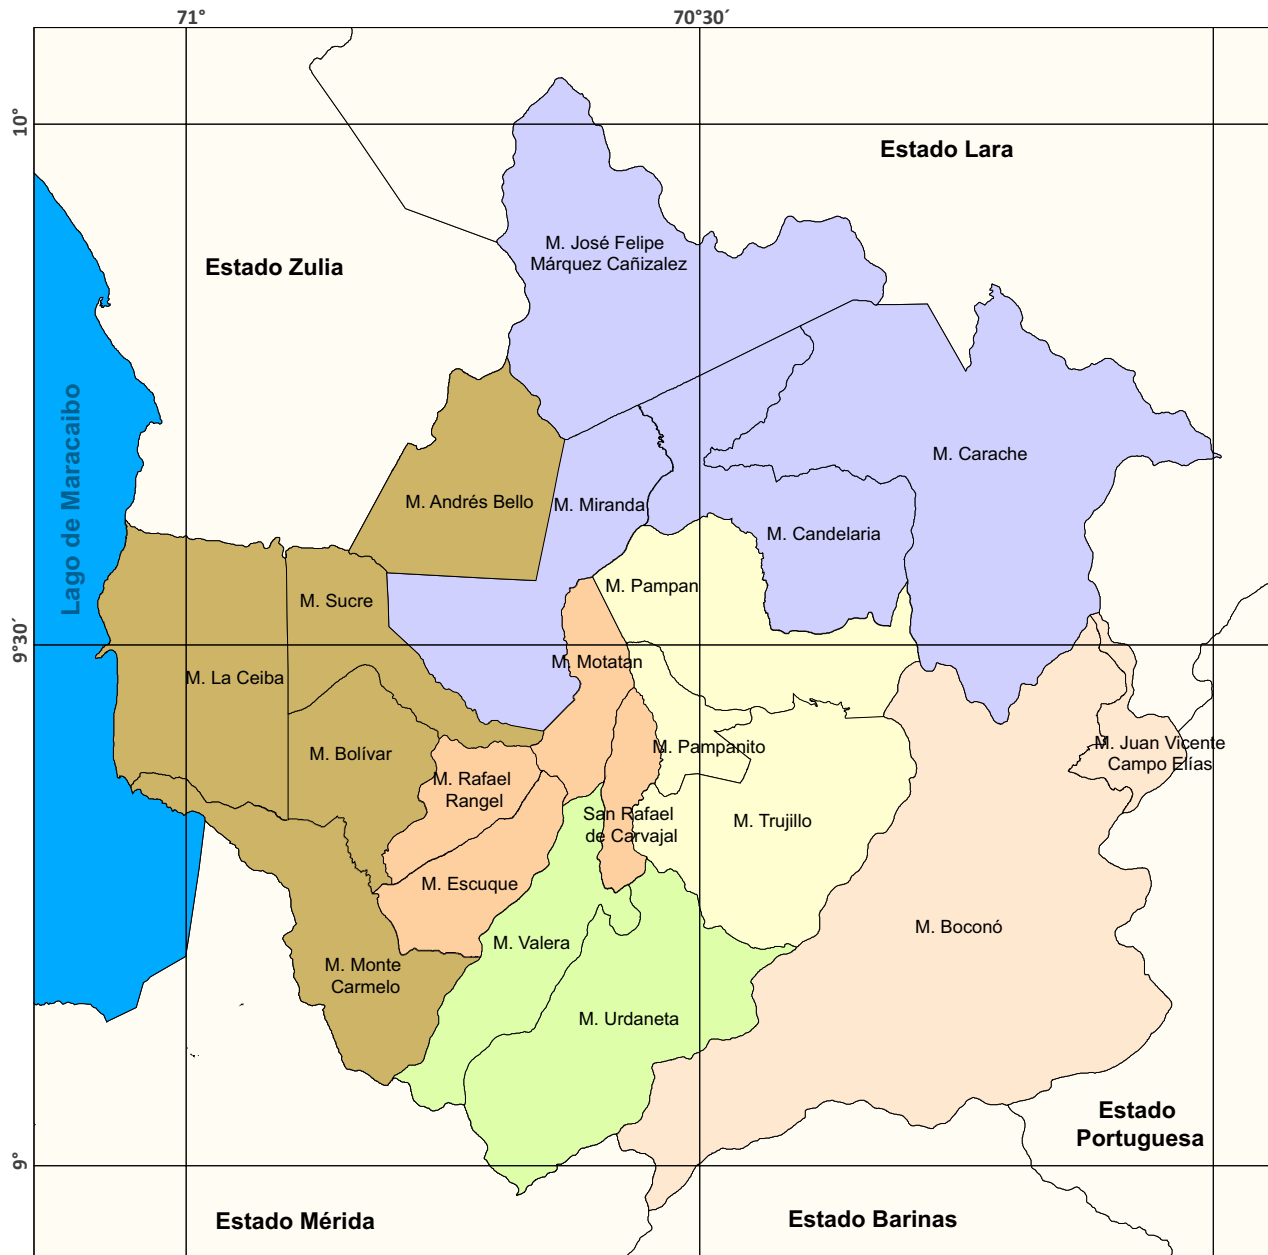 71°
70°30´
10°
Estado Lara
M. José Felipe
Márquez Cañizalez
Estado Zulia
Lago de Maracaibo
M. Carache
M. Andrés Bello
M. Miranda
M. Candelaria
M. Pampan
M. Sucre
9°30´
M. Motatan
M. La Ceiba
M. Pampanito
M. Juan Vicente
Campo Elías
M. Bolívar
M. Rafael
Rangel
San Rafael
de Carvajal
M. Trujillo
M. Escuque
M. Boconó
M. Valera
M. Monte
Carmelo
M. Urdaneta
Estado
Portuguesa
9°
Estado Mérida
Estado Barinas